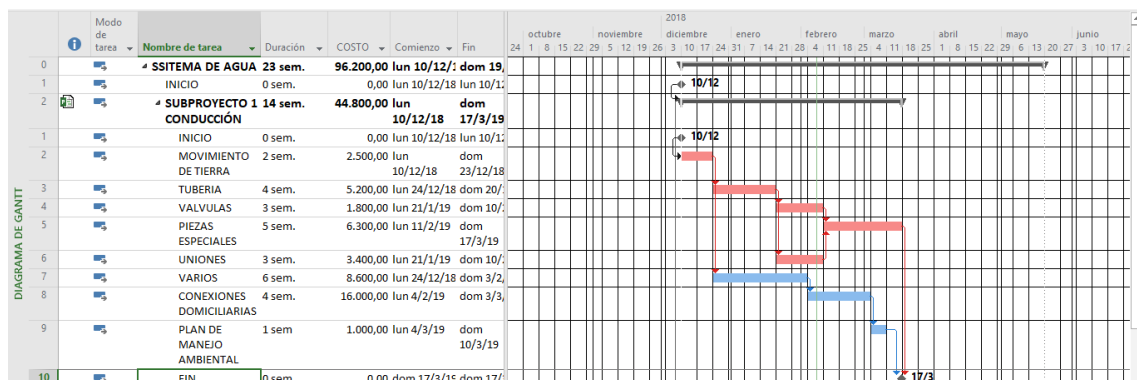 2018
Modo de tarea Nombre de tarea Duración COSTO Comienzo Fin
octubre noviembre diciembre enero febrero marzo abril mayo junio
24 1 8 15 22 29 5 12 19 26 3 10 17 24 31 7 14 21 28 4 11 18 25 4 11 18 25 1 8 15 22 29 6 13 20 27 3 10 17
DIAGRAMA DE GANTT
0 SSITEMA DE AGUA 23 sem. 96.200,00 lun 10/12/1 dom 19,
1 INICIO 0 sem. 0,00 lun 10/12/18 lun 10/12
10/12
2 SUBPROYECTO 1 14 sem. 44.800,00 lun dom
CONDUCCIÓN 10/12/18 17/3/19
1 INICIO 0 sem. 0,00 lun 10/12/18 lun 10/12
10/12
2 MOVIMIENTO 2 sem. 2.500,00 lun dom
DE TIERRA 10/12/18 23/12/18
3 TUBERIA 4 sem. 5.200,00 lun 24/12/18 dom 20/
4 VALVULAS 3 sem. 1.800,00 lun 21/1/19 dom 10/
5 PIEZAS 5 sem. 6.300,00 lun 11/2/19 dom
ESPECIALES 17/3/19
6 UNIONES 3 sem. 3.400,00 lun 21/1/19 dom 10/
7 VARIOS 6 sem. 8.600,00 lun 24/12/18 dom 3/2,
8 CONEXIONES 4 sem. 16.000,00 lun 4/2/19 dom 3/3,
DOMICILIARIAS
9 PLAN DE 1 sem 1.000,00 lun 4/3/19 dom
MANEJO 10/3/19
AMBIENTAL
10 FIN 0 sem. 0,00 dom 17/3/19 dom 17/
17/3